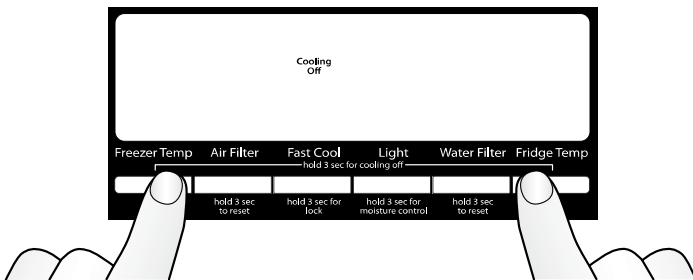 Cooling
Off
Freezer Temp Air Filter Fast Cool Light Water Filter Fridge Temp
hold 3 sec for cooling off
hold 3 sec
to reset
hold 3 sec for
lock
hold 3 sec for
moisture control
hold 3 sec
to reset